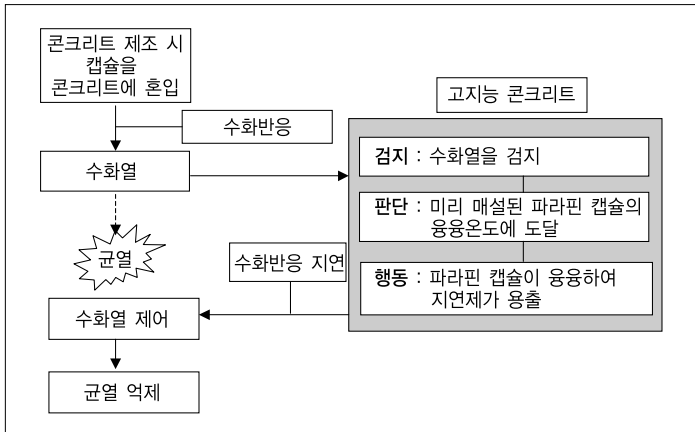 콘크리트 제조 시
캡슐을
콘크리트에 혼입
수화반응
수화열
균열
고지능 콘크리트
검지 : 수화열을 검지
판단 : 미리 매설된 파라핀 캡슐의
융융온도에 도달
행동 : 파라핀 캡슐이 융융하여
지연제가 용출
수화반응 지연
수화열 제어
균열 억제